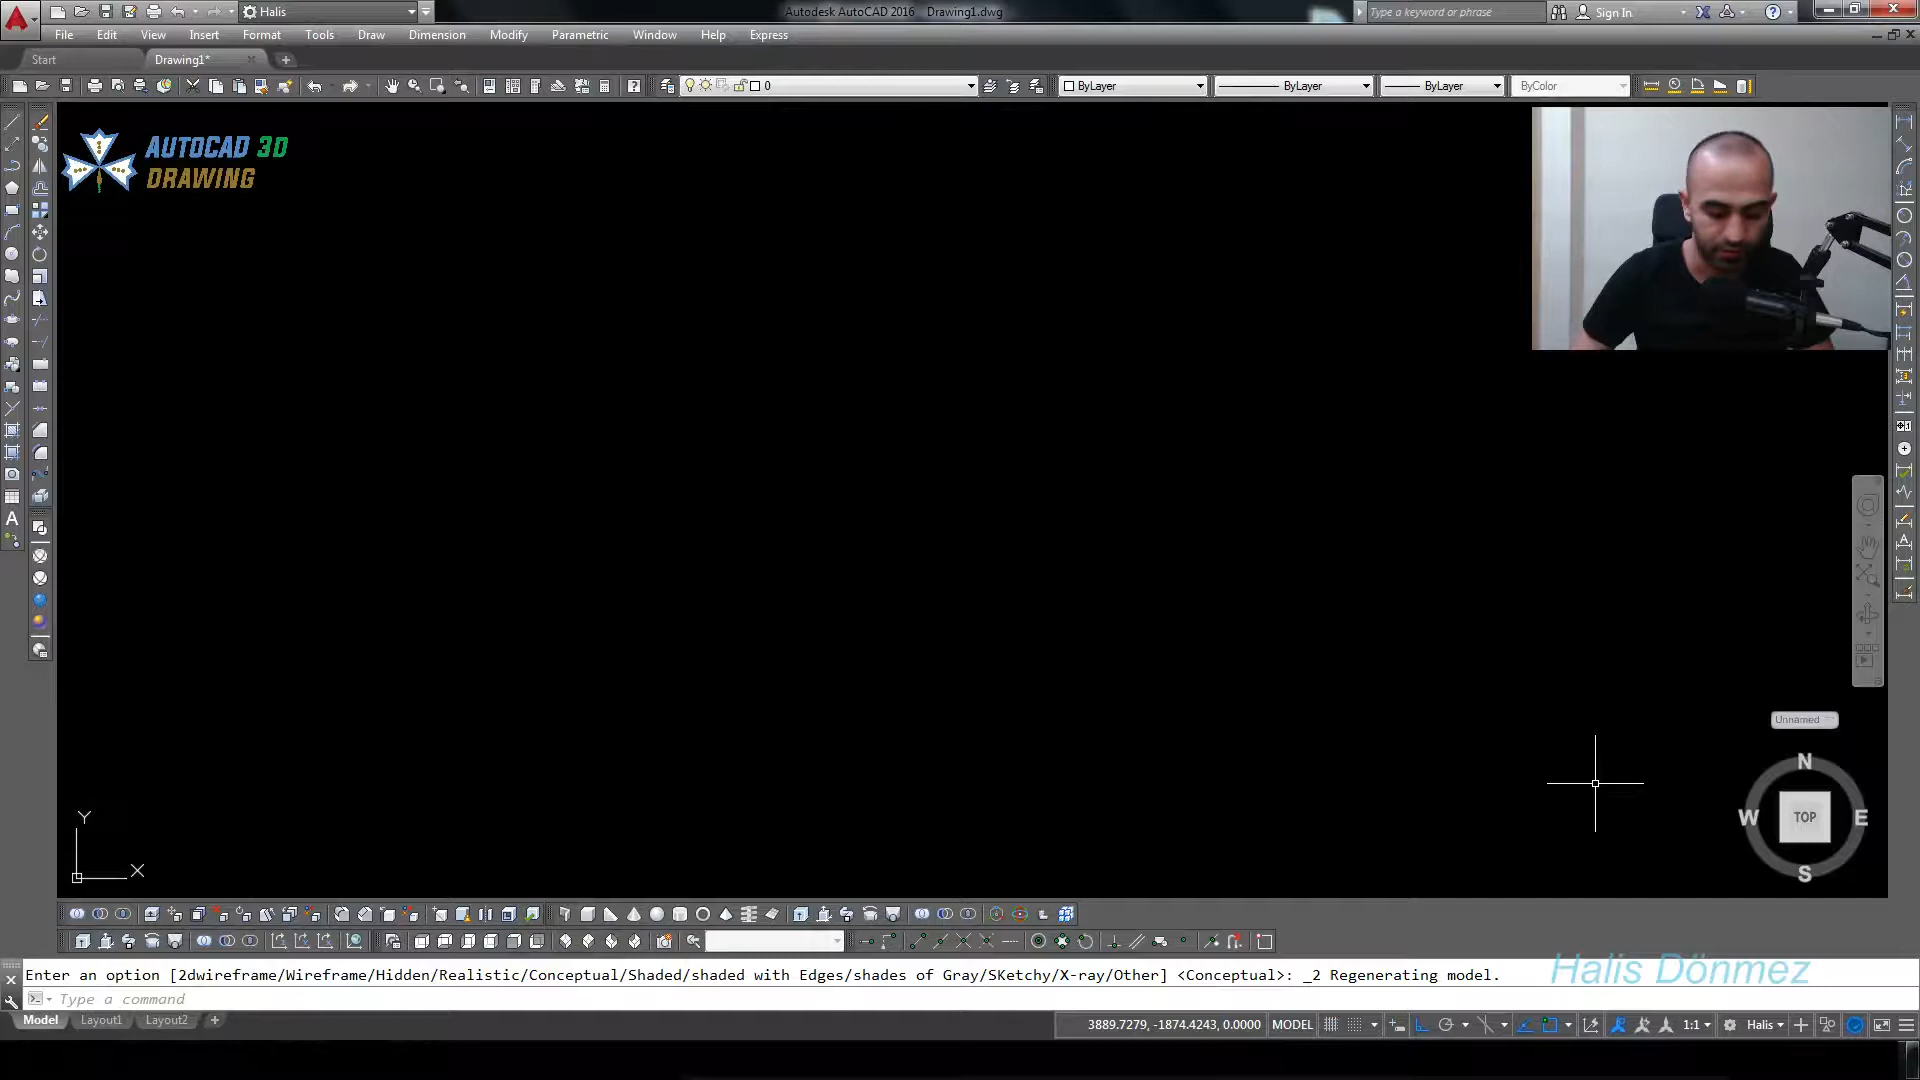 Halis
Autodesk AutoCAD 2016 Drawing1.dwg
Type a keyword or phrase
Sign In
File Edit View Insert Format Tools Draw Dimension Modify Parametric Window Help Express
Start
Drawing1*
0
ByLayer
ByLayer
ByLayer
ByColor
AUTOCAD 3D
DRAWING
Unnamed
N
W TOP E
S
Y
X
Enter an option [2dwireframe/Wireframe/Hidden/Realistic/Conceptual/Shaded/shaded with Edges/shades of Gray/SKetchy/X-ray/Other] <Conceptual>: _2 Regenerating model.
Halis Dönmez
Type a command
Model Layout1 Layout2
3889.7279, -1874.4243, 0.0000 MODEL 1:1 Halis